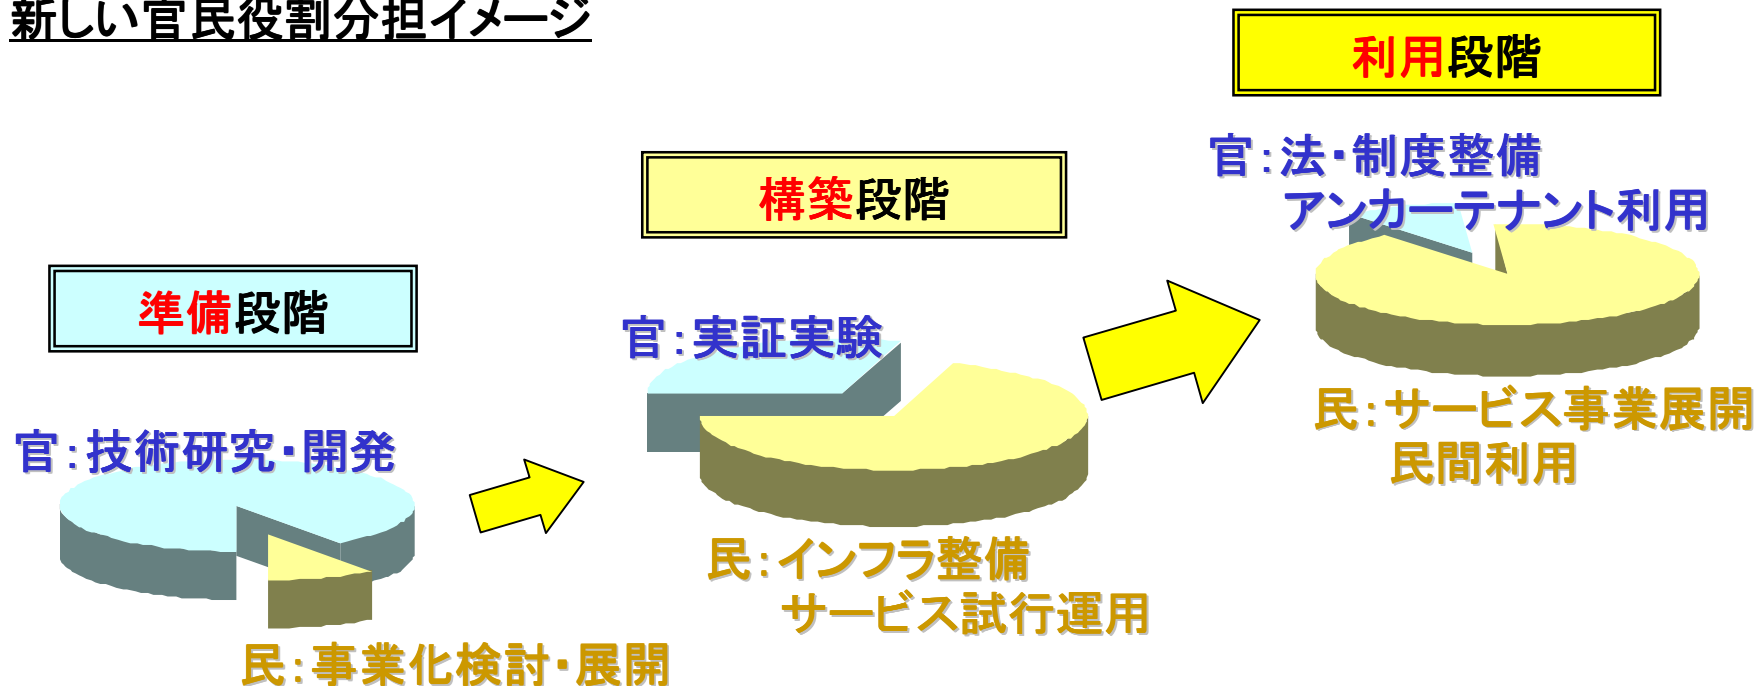 新しい官民役割分担イメージ
準備段階
官：技術研究・開発
民：事業化検討・展開
構築段階
官：実証実験
民：インフラ整備
サービス試行運用
利用段階
官：法・制度整備
アンカーテナント利用
民：サービス事業展開
民間利用